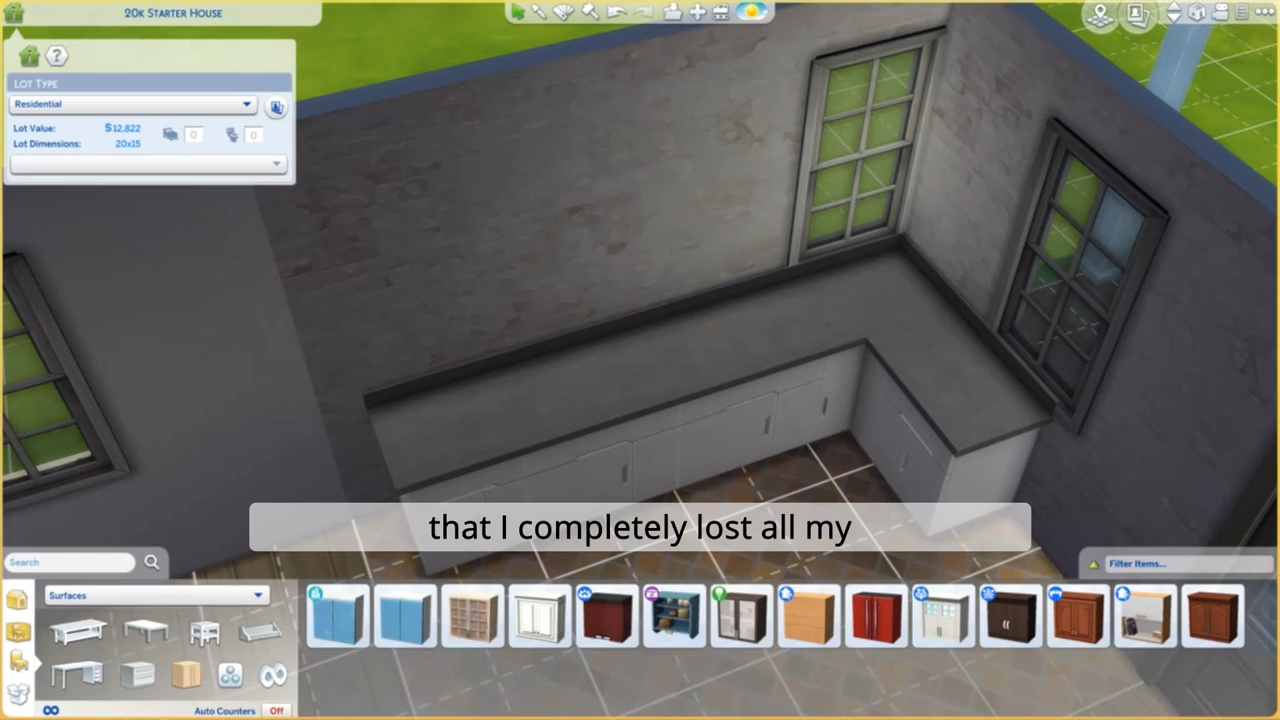 20k Starter House
Lot Type
Residential
Lot Value: §12,822
0
0
Lot Dimensions: 20x15
that I completely lost all my
Search
Filter Items...
Surfaces
Auto Counters Off